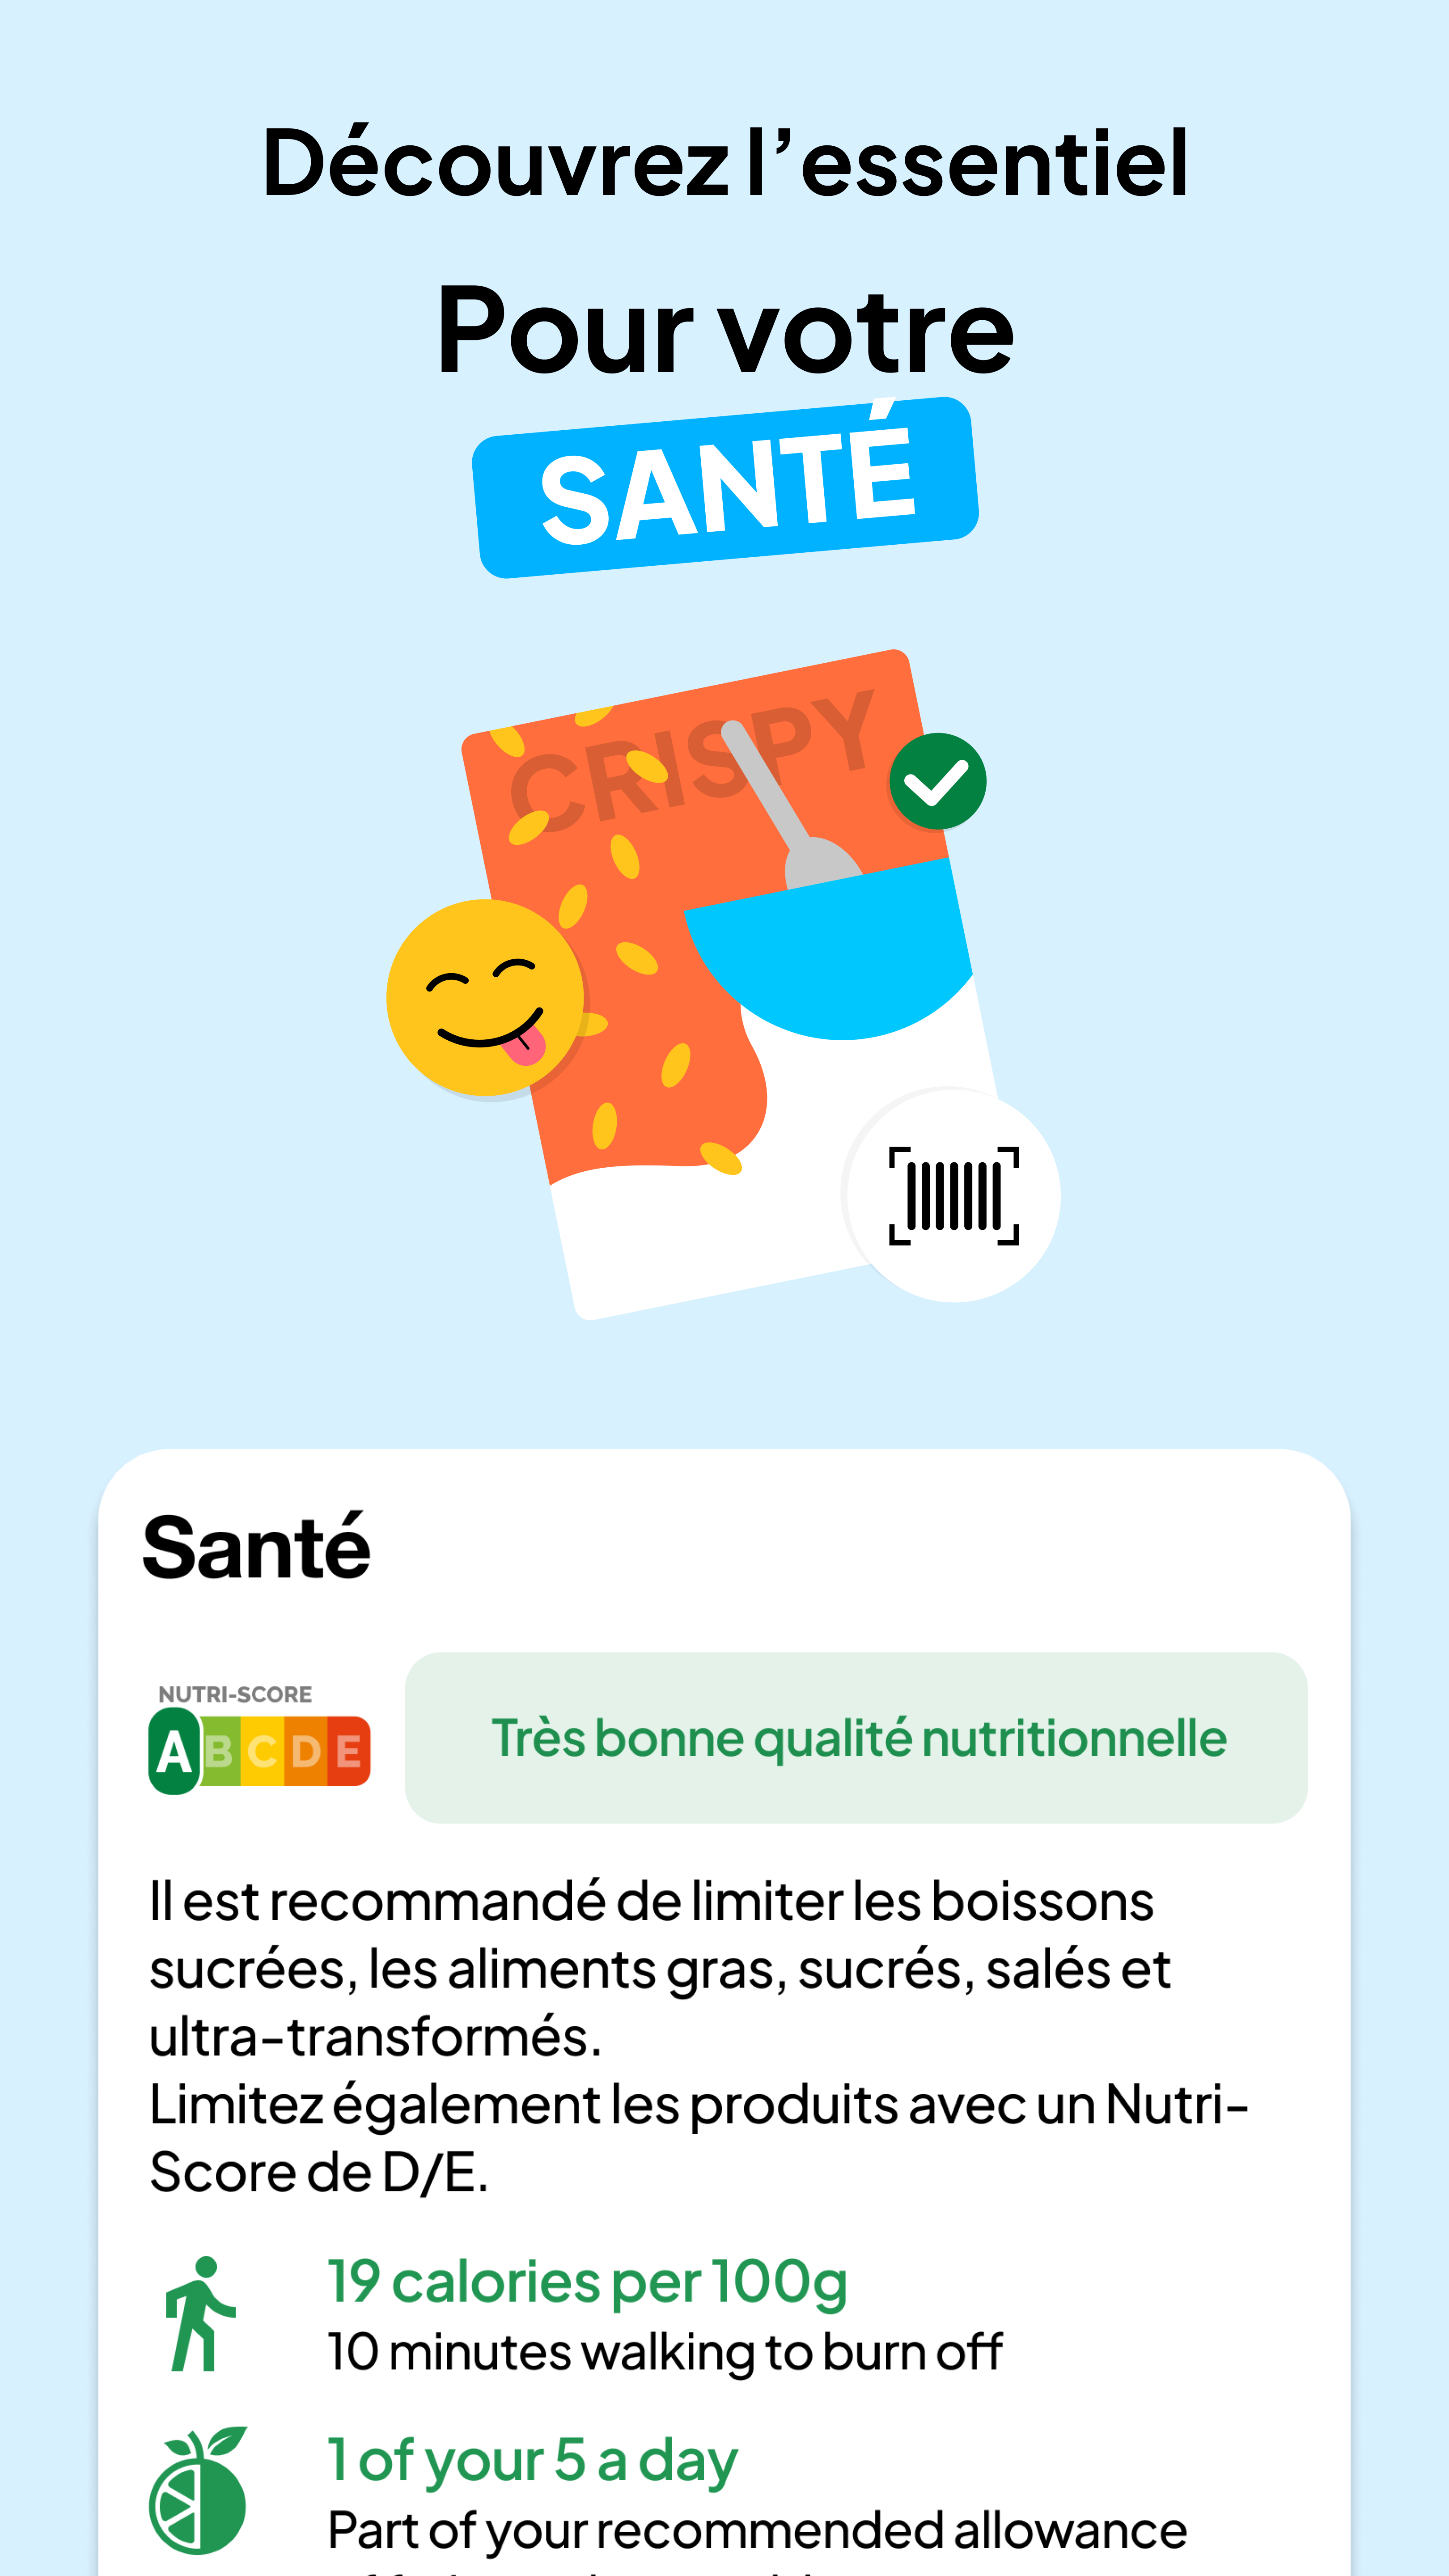 Découvrez l’essentiel
Pour votre
SANTÉ
CRISPY
Santé
NUTRI-SCORE
A B C D E
Très bonne qualité nutritionnelle
Il est recommandé de limiter les boissons
sucrées, les aliments gras, sucrés, salés et
ultra-transformés.
Limitez également les produits avec un Nutri-
Score de D/E.
19 calories per 100g
10 minutes walking to burn off
1 of your 5 a day
Part of your recommended allowance